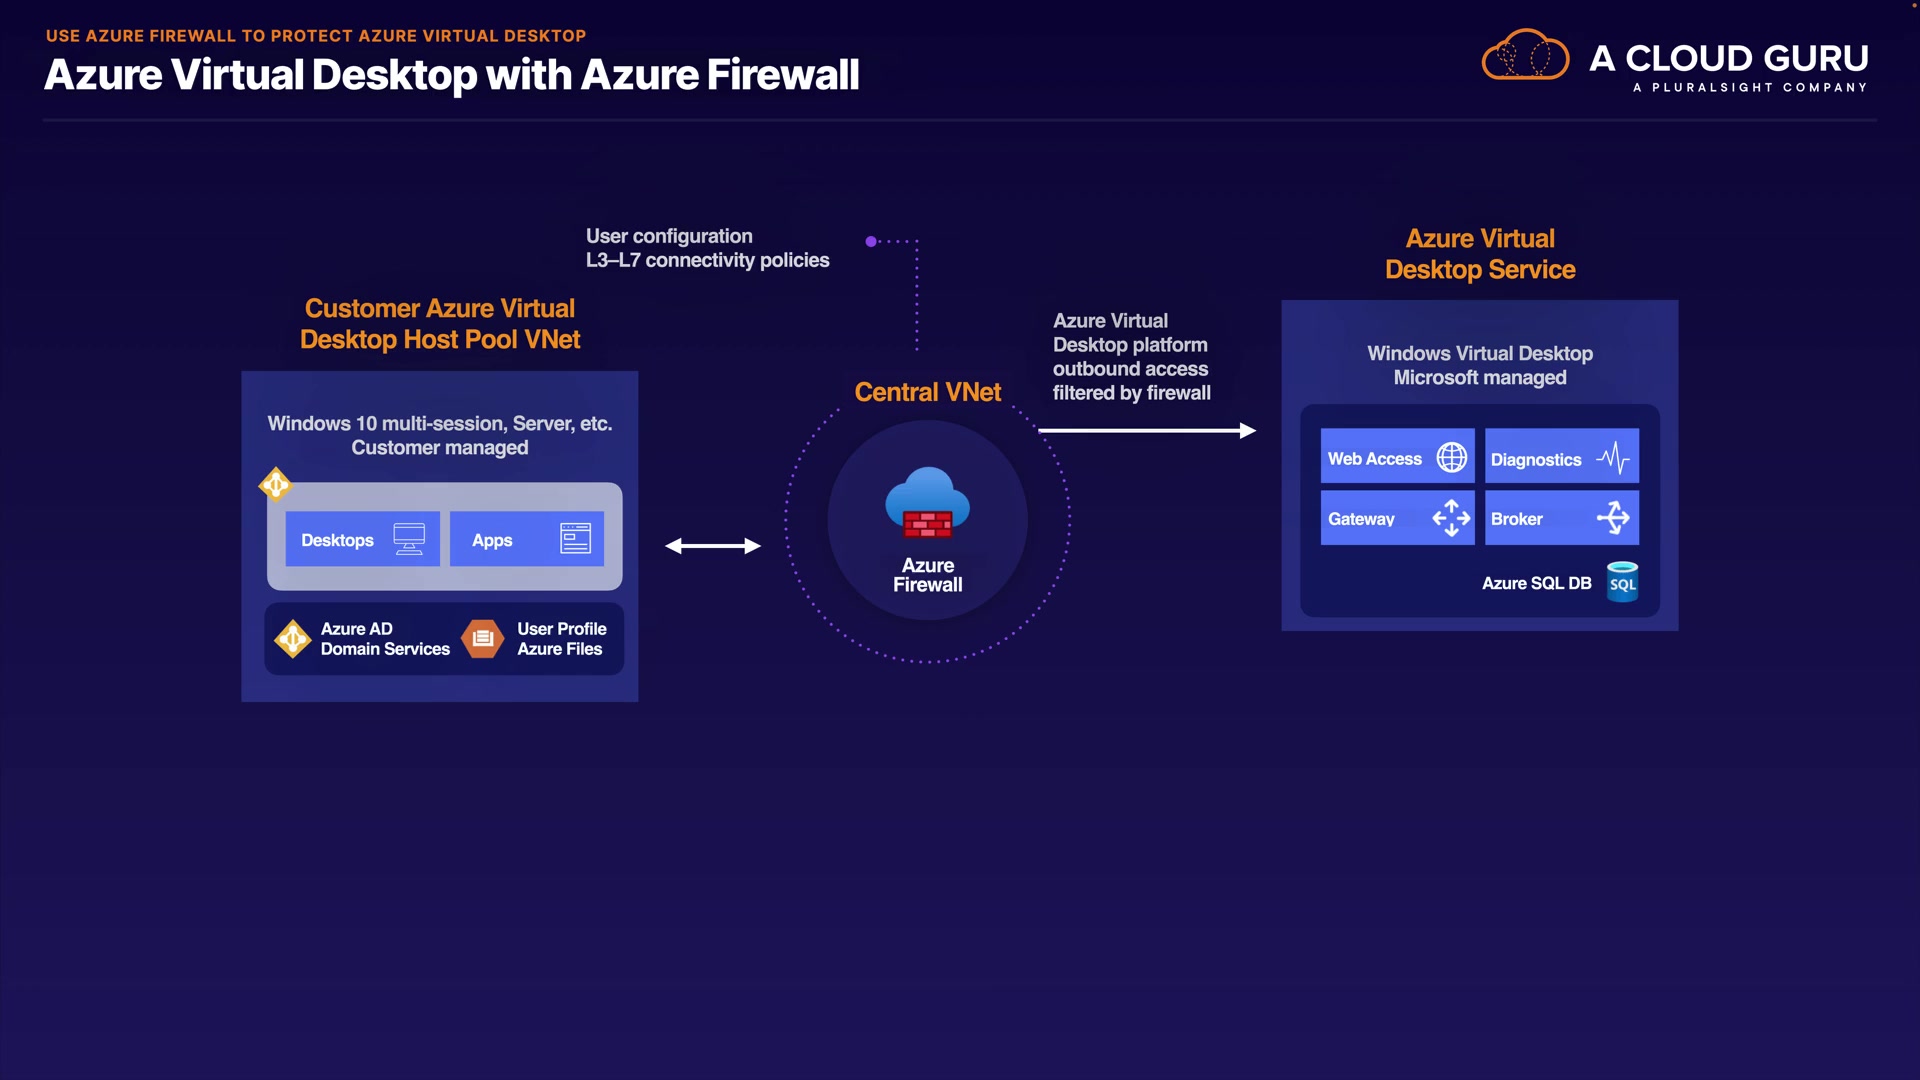 USE AZURE FIREWALL TO PROTECT AZURE VIRTUAL DESKTOP
Azure Virtual Desktop with Azure Firewall
A CLOUD GURU
A PLURALSIGHT COMPANY
User configuration
L3–L7 connectivity policies
Customer Azure Virtual
Desktop Host Pool VNet
Windows 10 multi-session, Server, etc.
Customer managed
Desktops
Apps
Azure AD
Domain Services
User Profile
Azure Files
Central VNet
Azure
Firewall
Azure Virtual
Desktop platform
outbound access
filtered by firewall
Azure Virtual
Desktop Service
Windows Virtual Desktop
Microsoft managed
Web Access
Diagnostics
Gateway
Broker
Azure SQL DB
SQL